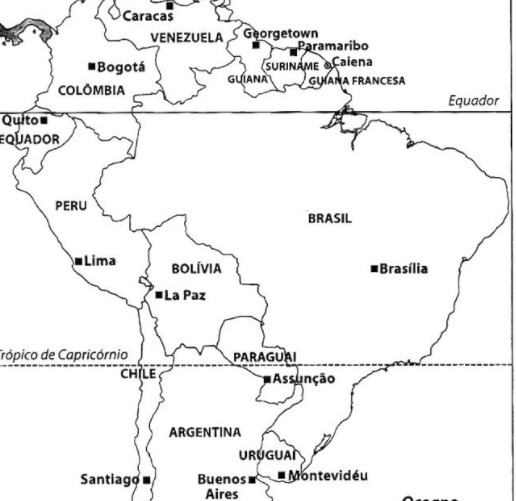 Caracas
VENEZUELA
Georgetown
Paramaribo
SURINAME
Caiena
GUIANA
GUIANA FRANCESA
Bogotá
COLÔMBIA
Equador
Quito
EQUADOR
PERU
BRASIL
Lima
BOLÍVIA
Brasília
La Paz
Trópico de Capricórnio
PARAGUAI
CHILE
Assunção
ARGENTINA
URUGUAI
Santiago
Buenos
Aires
Montevidéu
Oceano